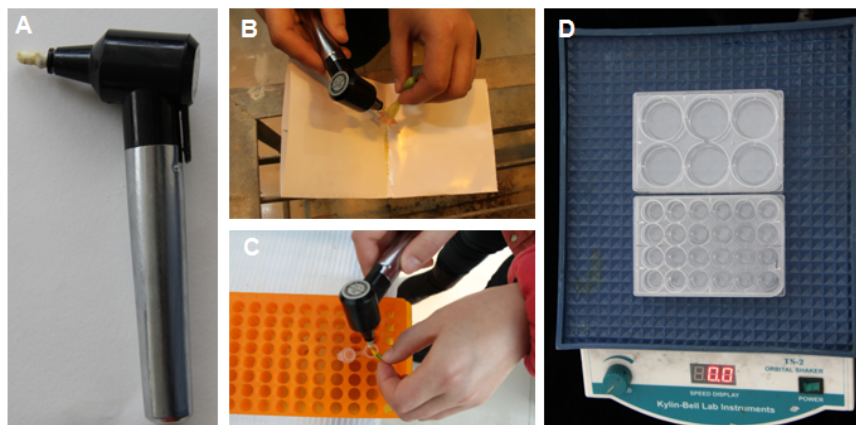 A
B
C
D
0.0
TS-2
ORBITAL SHAKER
SPEED DISPLAY
POWER
Kylin-Bell Lab Instruments